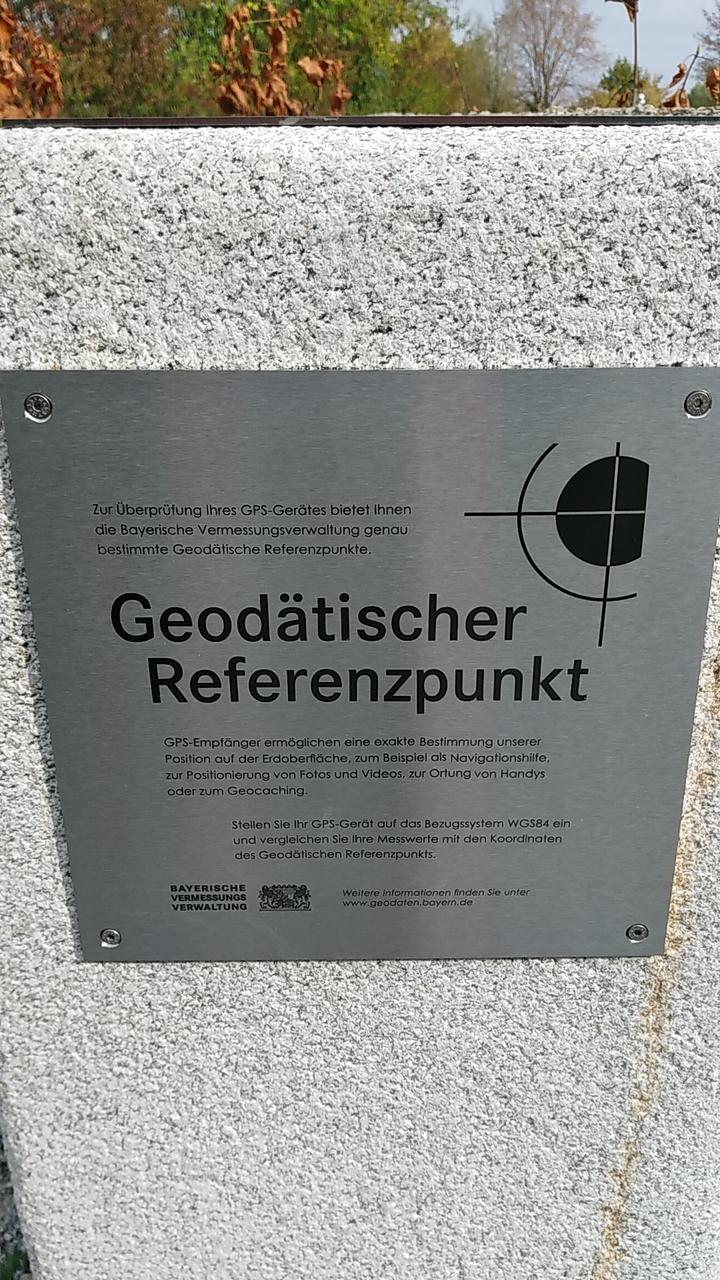 Zur Überprüfung Ihres GPS-Gerätes bietet Ihnen
die Bayerische Vermessungsverwaltung genau
bestimmte Geodätische Referenzpunkte.
Geodätischer
Referenzpunkt
GPS-Empfänger ermöglichen eine exakte Bestimmung unserer
Position auf der Erdoberfläche, zum Beispiel als Navigationshilfe,
zur Positionierung von Fotos und Videos, zur Ortung von Handys
oder zum Geocaching.
Stellen Sie Ihr GPS-Gerät auf das Bezugssystem WGS84 ein
und vergleichen Sie Ihre Messwerte mit den Koordinaten
des Geodätischen Referenzpunkts.
BAYERISCHE
VERMESSUNGS
VERWALTUNG
Weitere Informationen finden Sie unter
www.geodaten.bayern.de